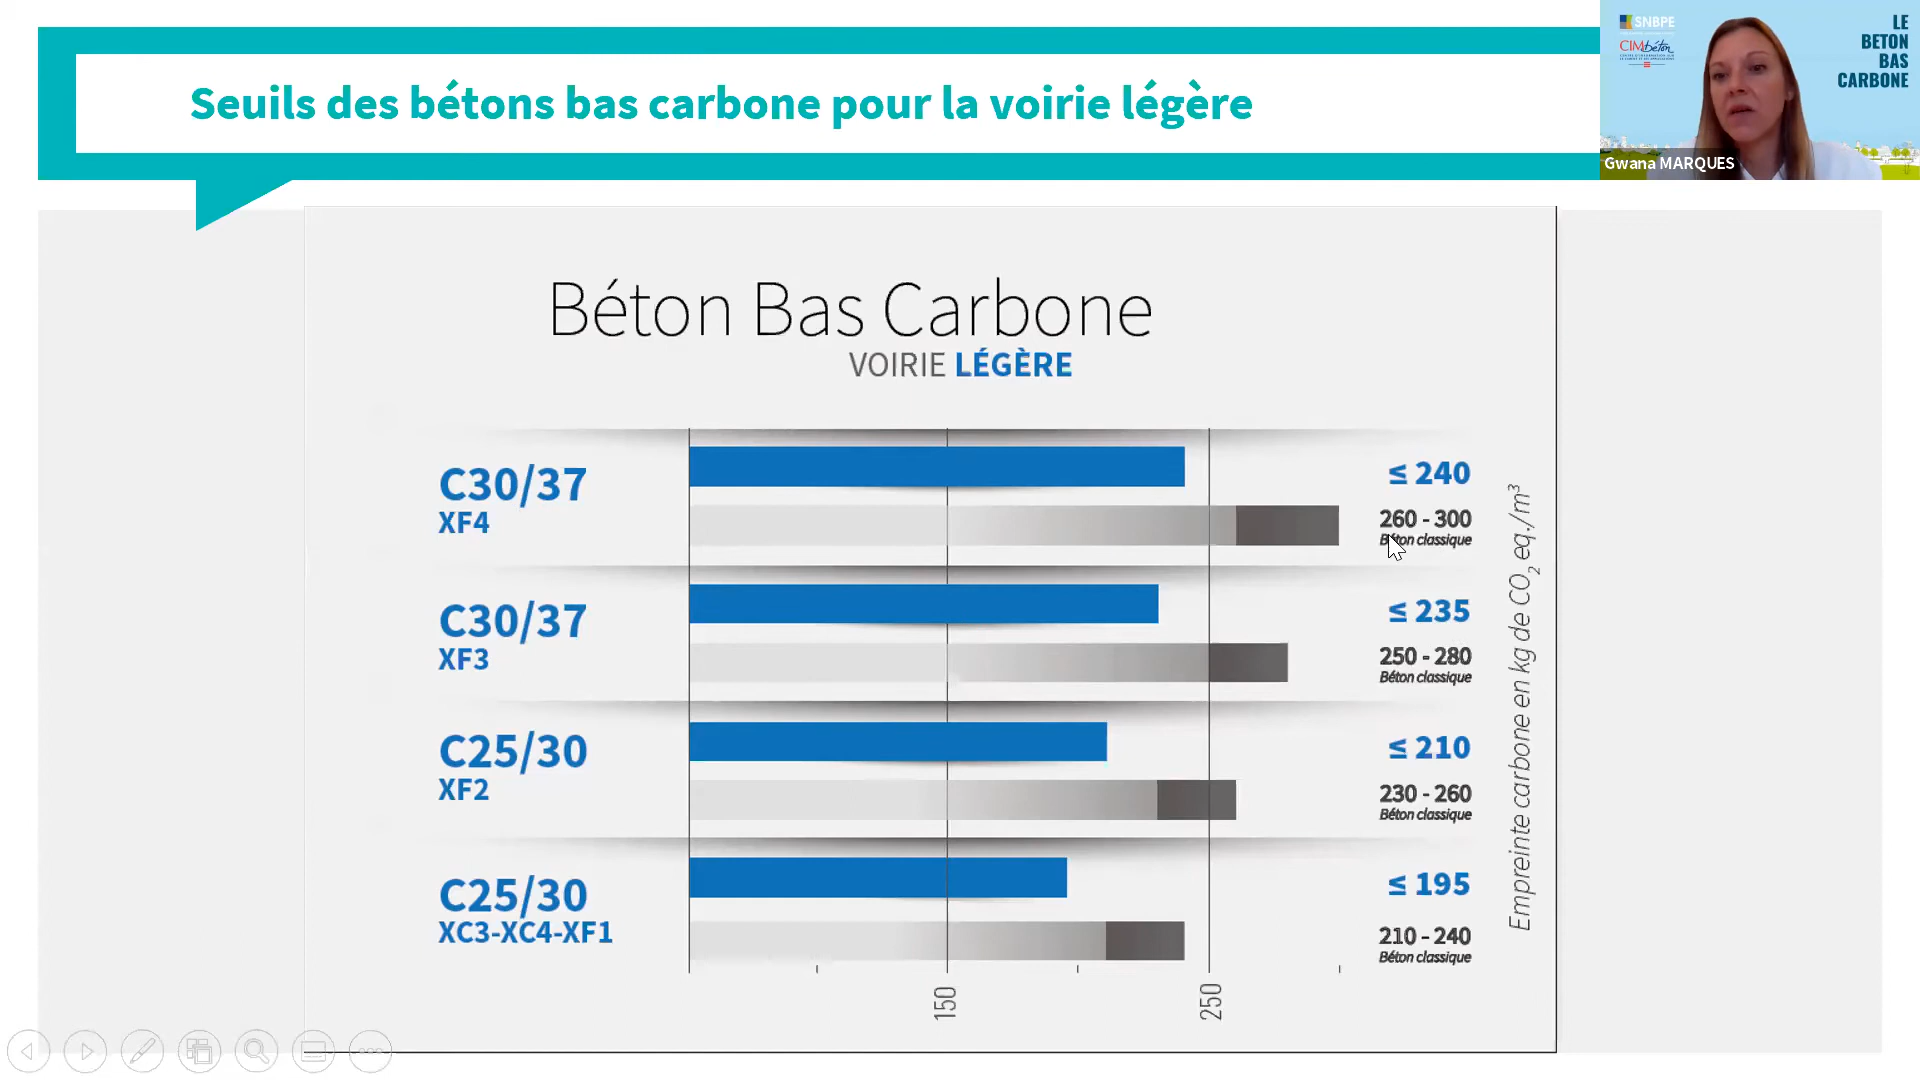 Seuils des bétons bas carbone pour la voirie légère
SNBPE
CIMbéton
LE
BETON
BAS
CARBONE
Gwana MARQUES
Béton Bas Carbone
VOIRIE LÉGÈRE
C30/37
XF4
≤ 240
260 - 300
Béton classique
C30/37
XF3
≤ 235
250 - 280
Béton classique
C25/30
XF2
≤ 210
230 - 260
Béton classique
C25/30
XC3-XC4-XF1
≤ 195
210 - 240
Béton classique
150
250
Empreinte carbone en kg de CO2 eq./m³